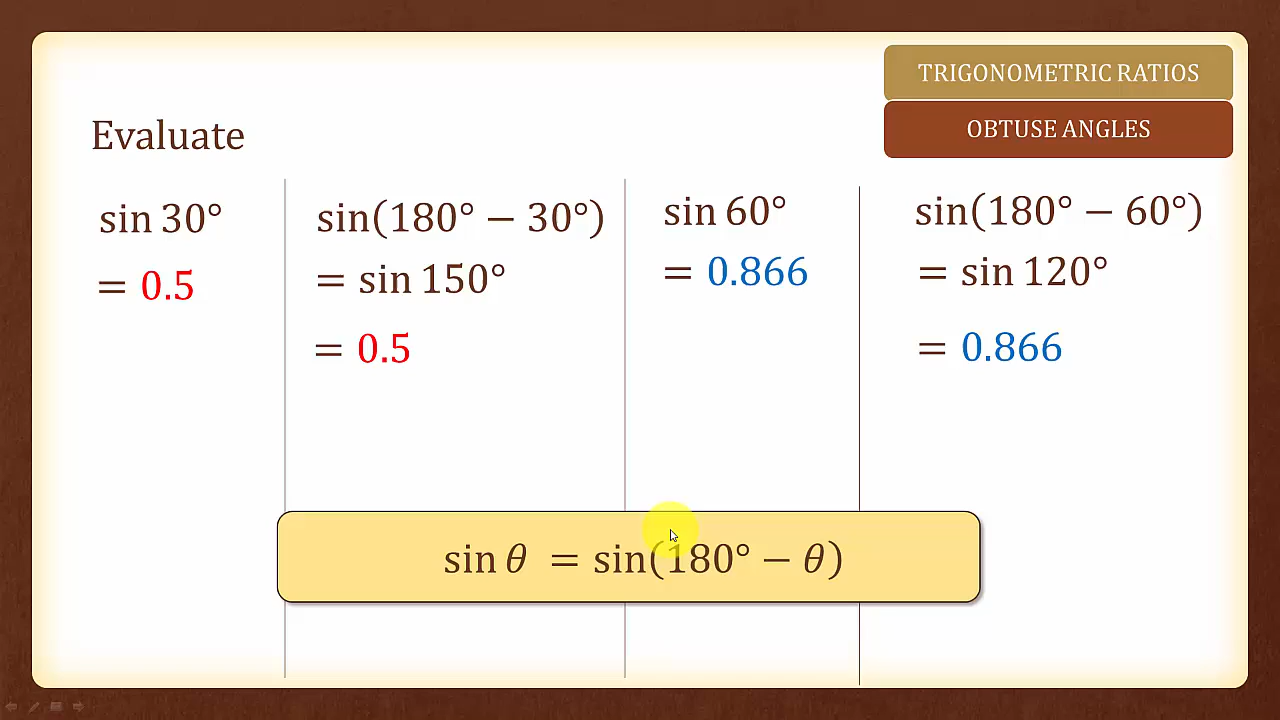 TRIGONOMETRIC RATIOS
OBTUSE ANGLES
Evaluate
sin 30°
= 0.5
sin(180° − 30°)
= sin 150°
= 0.5
sin 60°
= 0.866
sin(180° − 60°)
= sin 120°
= 0.866
sin θ = sin(180° − θ)